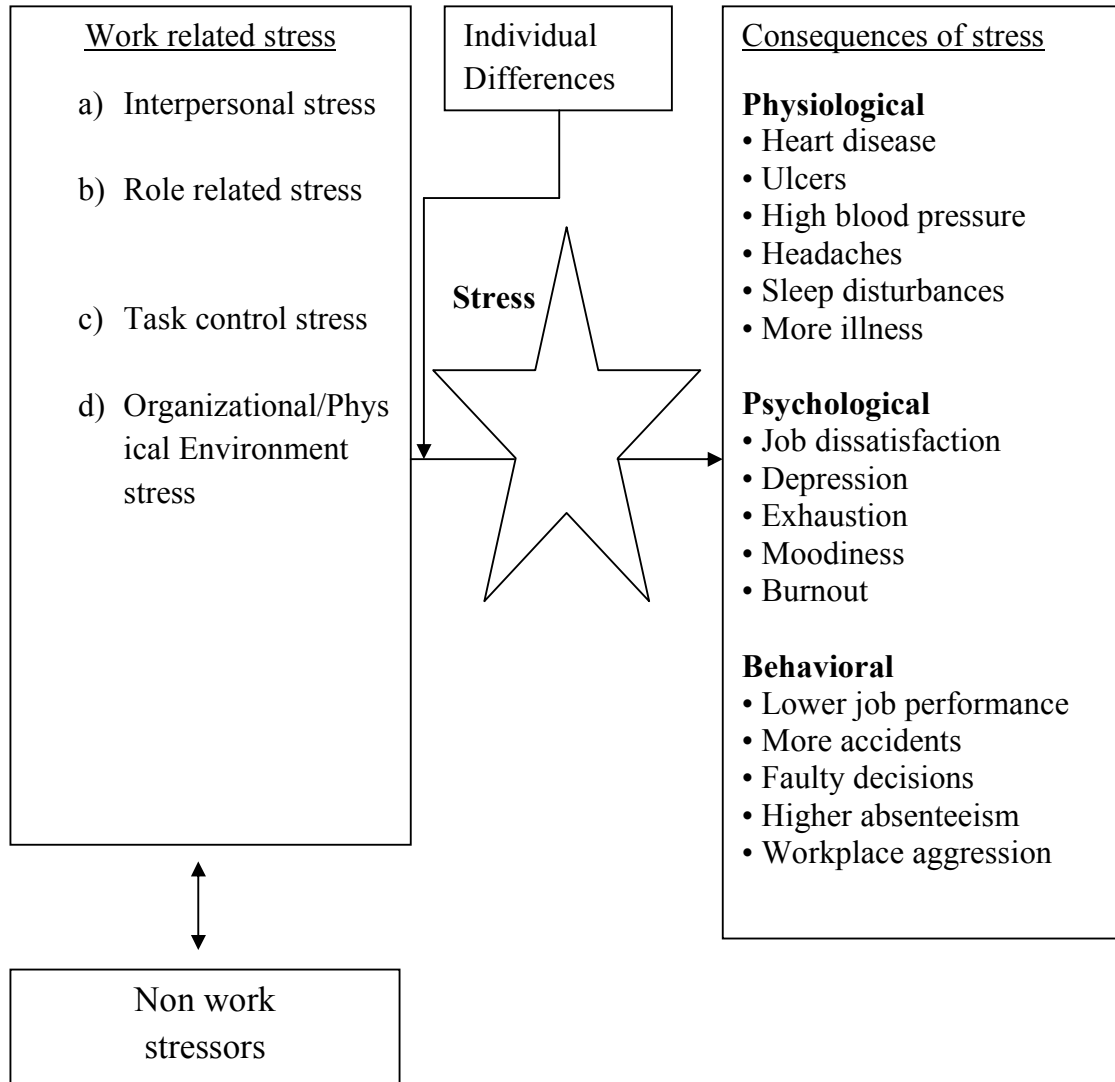 Work related stress
a) Interpersonal stress
b) Role related stress
c) Task control stress
d) Organizational/Phys
ical Environment
stress
Individual
Differences
Stress
Consequences of stress
Physiological
• Heart disease
• Ulcers
• High blood pressure
• Headaches
• Sleep disturbances
• More illness
Psychological
• Job dissatisfaction
• Depression
• Exhaustion
• Moodiness
• Burnout
Behavioral
• Lower job performance
• More accidents
• Faulty decisions
• Higher absenteeism
• Workplace aggression
Non work
stressors